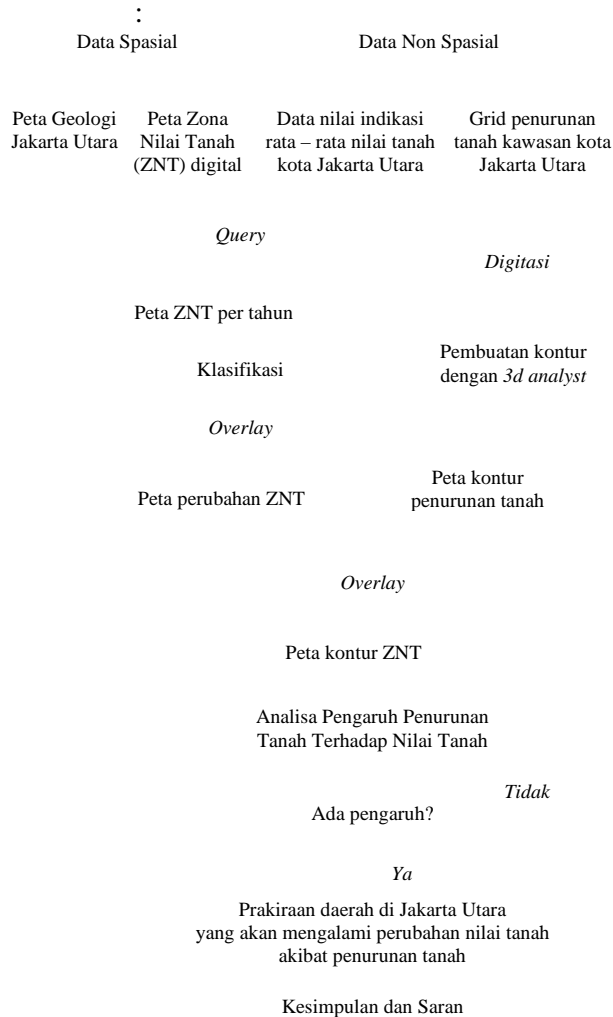 :
Data Spasial
Data Non Spasial
Peta Geologi
Jakarta Utara
Peta Zona
Nilai Tanah
(ZNT) digital
Data nilai indikasi
rata – rata nilai tanah
kota Jakarta Utara
Grid penurunan
tanah kawasan kota
Jakarta Utara
Query
Digitasi
Peta ZNT per tahun
Klasifikasi
Pembuatan kontur
dengan 3d analyst
Overlay
Peta perubahan ZNT
Peta kontur
penurunan tanah
Overlay
Peta kontur ZNT
Analisa Pengaruh Penurunan
Tanah Terhadap Nilai Tanah
Tidak
Ada pengaruh?
Ya
Prakiraan daerah di Jakarta Utara
yang akan mengalami perubahan nilai tanah
akibat penurunan tanah
Kesimpulan dan Saran